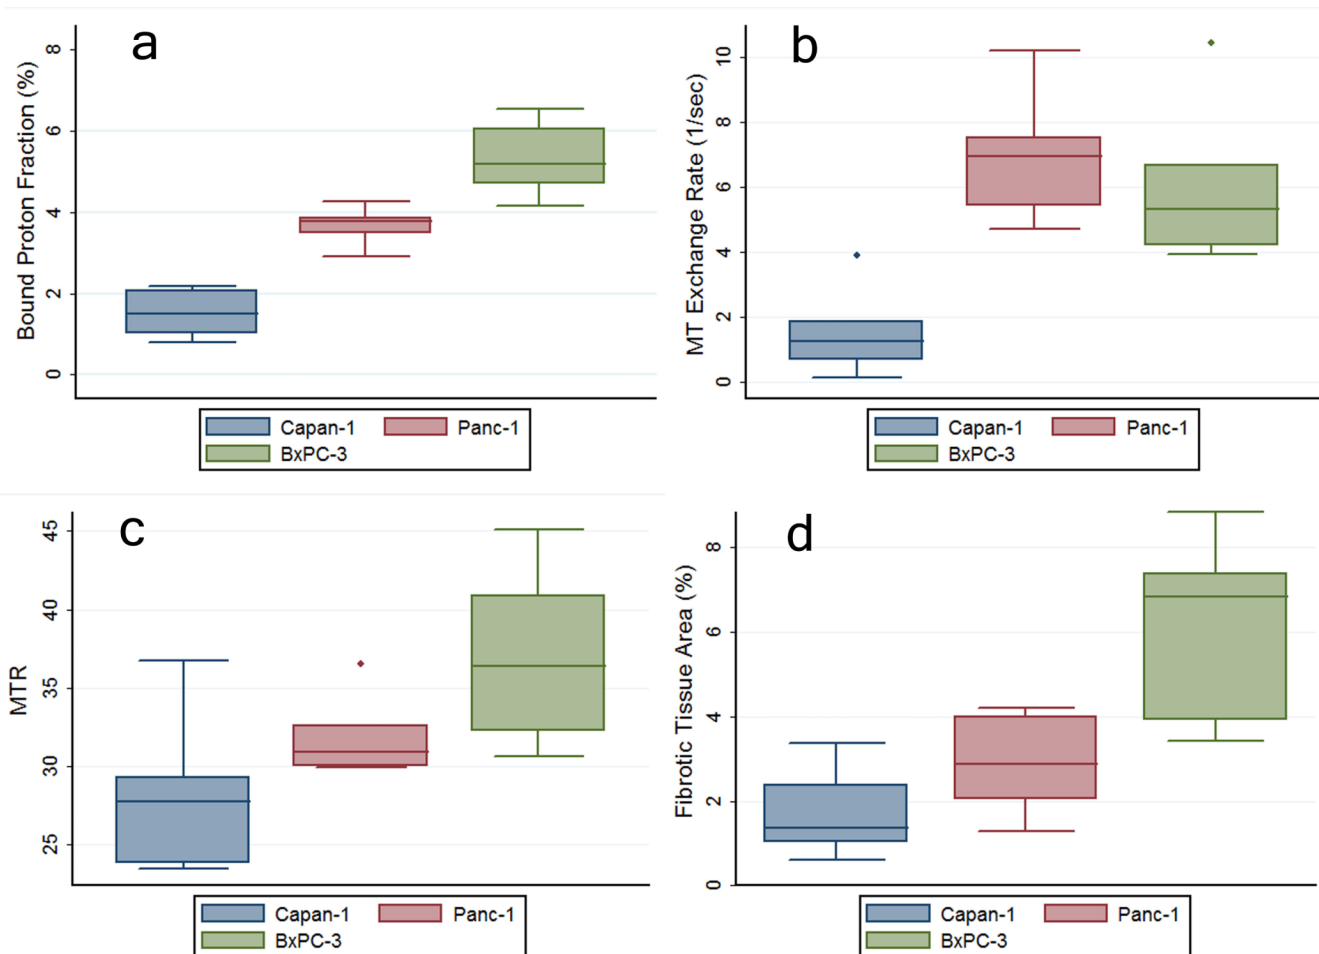 a
Bound Proton Fraction (%)
8
6
4
2
0
Capan-1 Panc-1
BxPC-3
b
MT Exchange Rate (1/sec)
10
8
6
4
2
0
Capan-1 Panc-1
BxPC-3
c
MTR
45
40
35
30
25
Capan-1 Panc-1
BxPC-3
d
Fibrotic Tissue Area (%)
8
6
4
2
0
Capan-1 Panc-1
BxPC-3